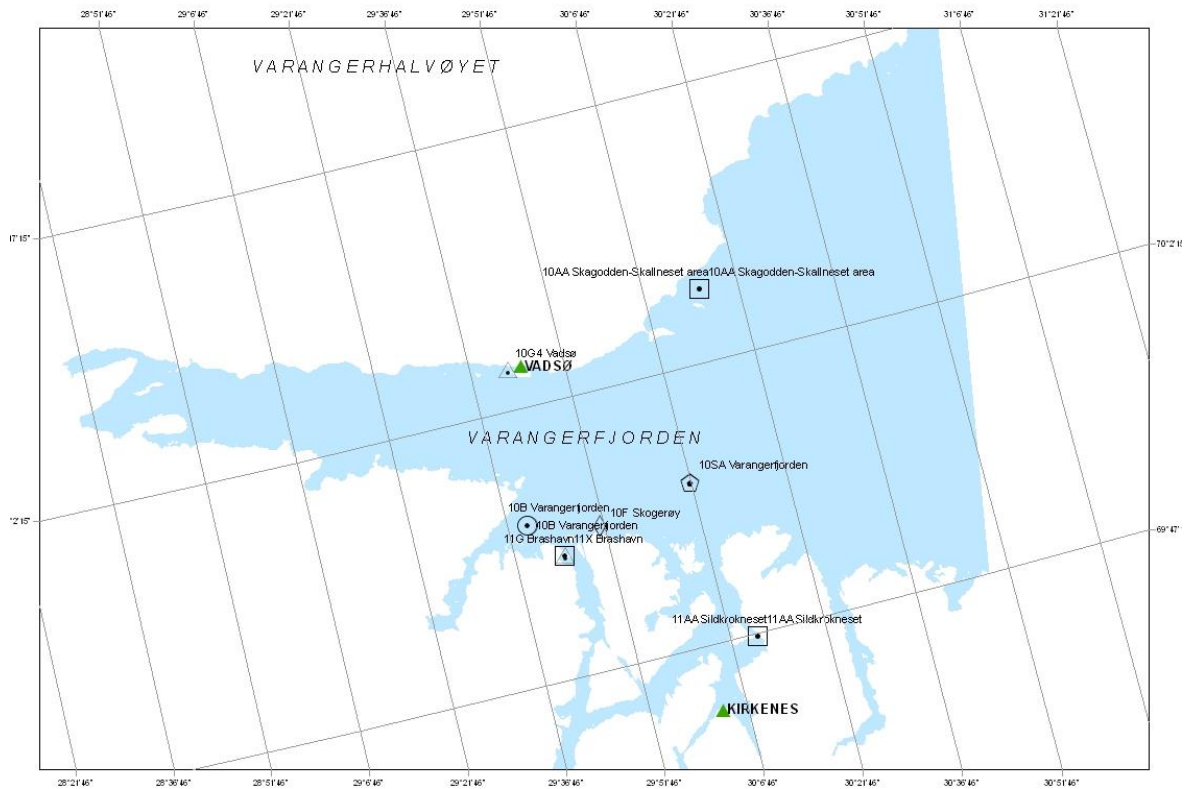 28°51'46" 29°6'46" 29°21'46" 29°36'46" 29°51'46" 30°6'46" 30°21'46" 30°36'46" 30°51'46" 31°6'46" 31°21'46"
VARANGERHALVØYET
17'15"
70°2'15"
10AA Skagodden-Skallneset area10AA Skagodden-Skallneset area
10G4 Vadsø
VADSØ
VARANGERFJORDEN
10SA Varangerfjorden
10B Varangerfjorden
10F Skogerøy
10B Varangerfjorden
2'15"
69°47'
11G Brashavn11X Brashavn
11AA Sildkrokneset11AA Sildkrokneset
KIRKENES
28°21'46" 28°36'46" 28°51'46" 29°6'46" 29°21'46" 29°36'46" 29°51'46" 30°6'46" 30°21'46" 30°36'46" 30°51'46"